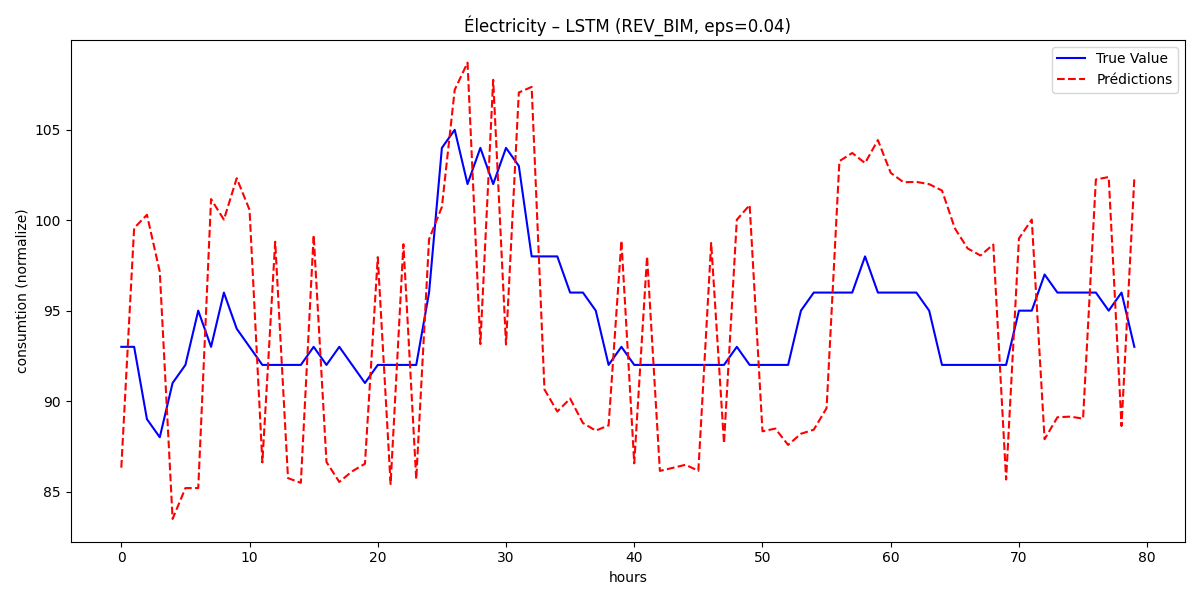 Électricity – LSTM (REV_BIM, eps=0.04)
True Value
Prédictions
consumtion (normalize)
105
100
95
90
85
0 10 20 30 40 50 60 70 80
hours